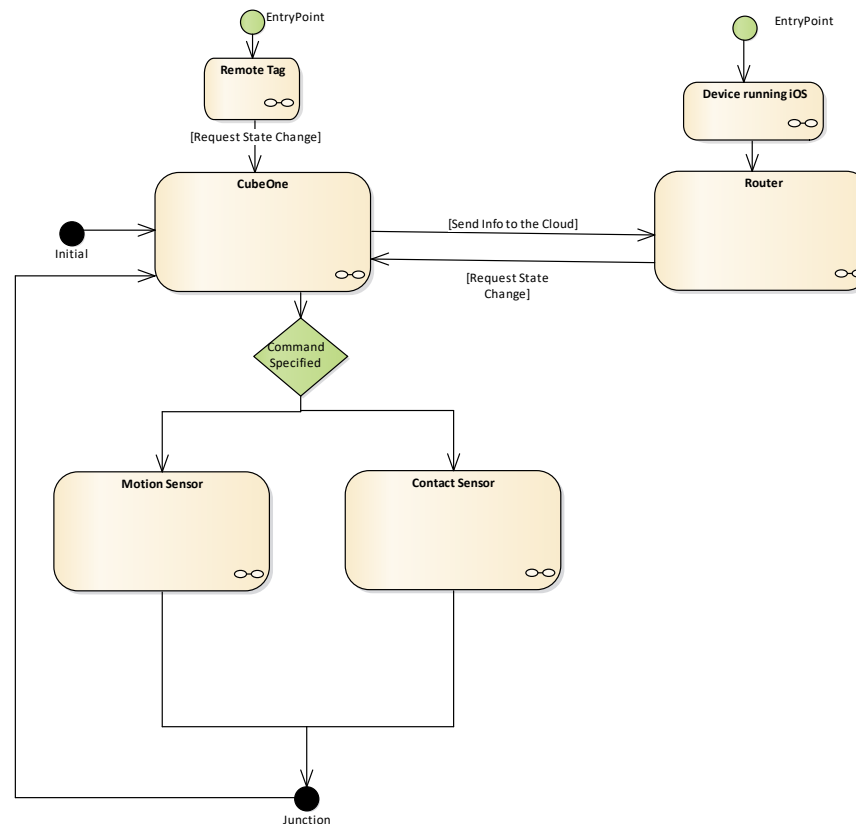 EntryPoint
EntryPoint
Remote Tag
Device running iOS
[Request State Change]
CubeOne
Router
[Send Info to the Cloud]
Initial
[Request State
Change]
Command
Specified
Motion Sensor
Contact Sensor
Junction